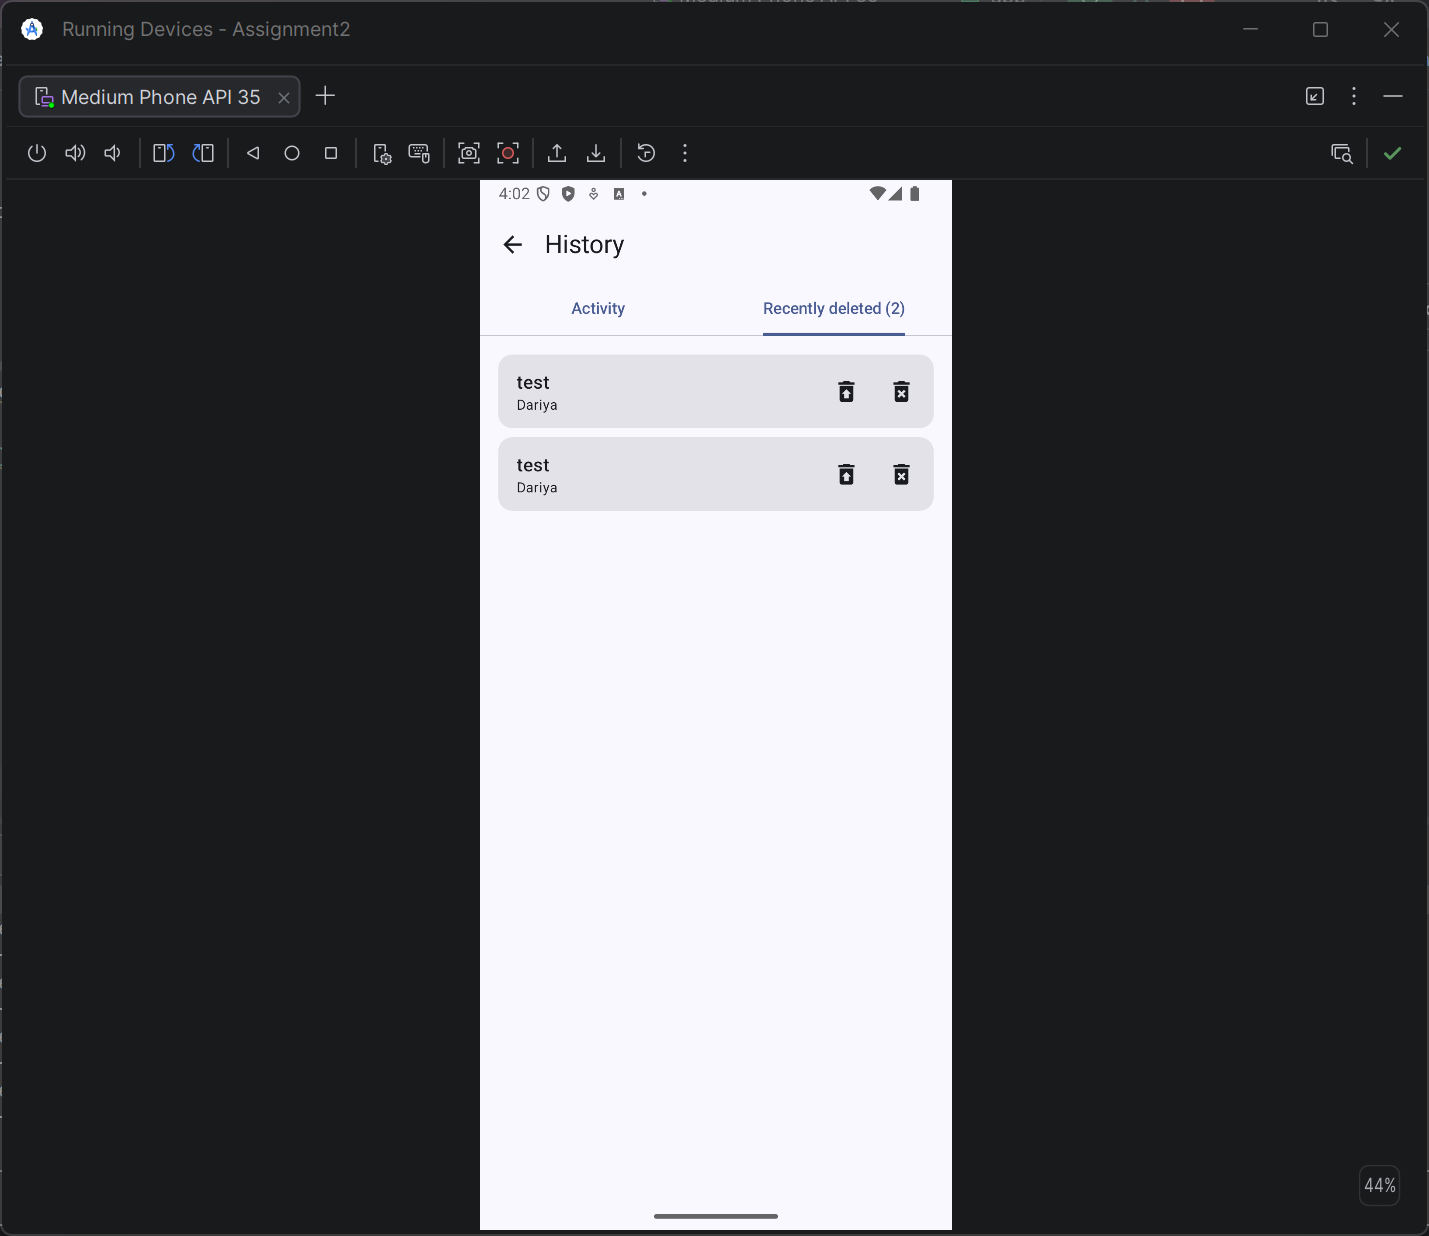 Running Devices - Assignment2
Medium Phone API 35
4:02
History
Activity
Recently deleted (2)
test
Dariya
test
Dariya
44%